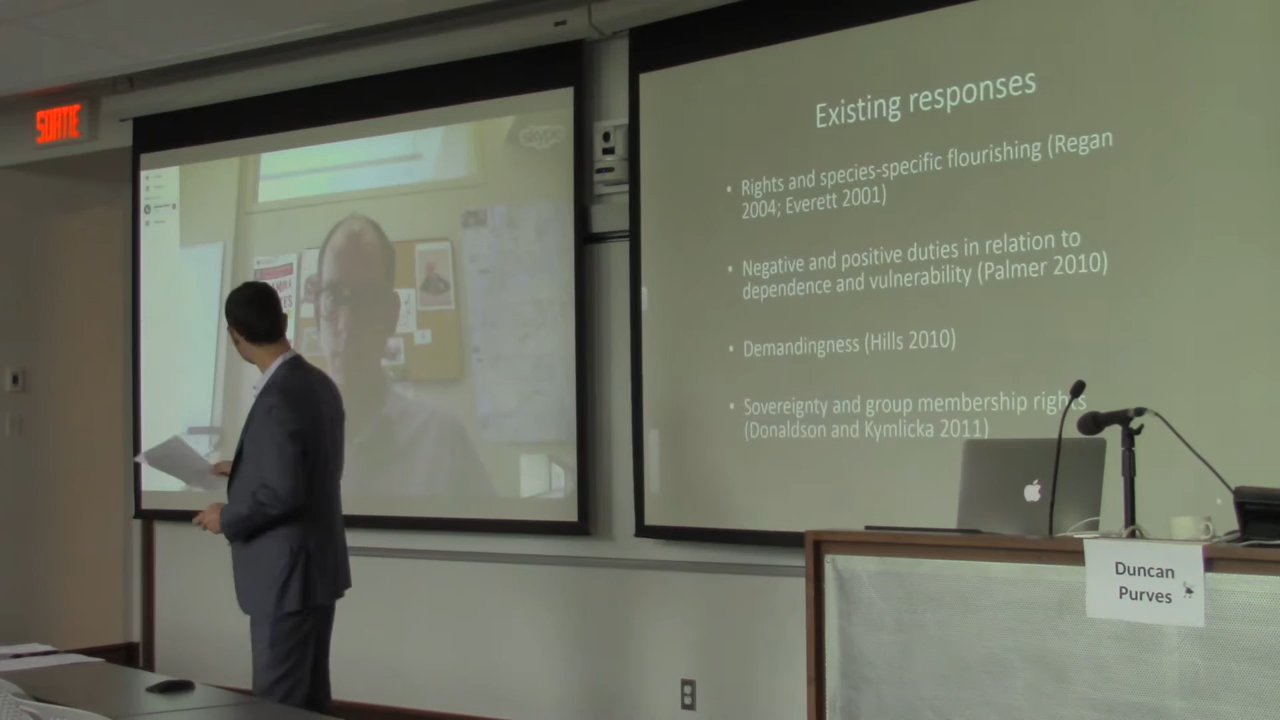 SORTIE
skype
Existing responses
• Rights and species-specific flourishing (Regan
2004; Everett 2001)
• Negative and positive duties in relation to
dependence and vulnerability (Palmer 2010)
• Demandingness (Hills 2010)
• Sovereignty and group membership rights
(Donaldson and Kymlicka 2011)
Duncan
Purves